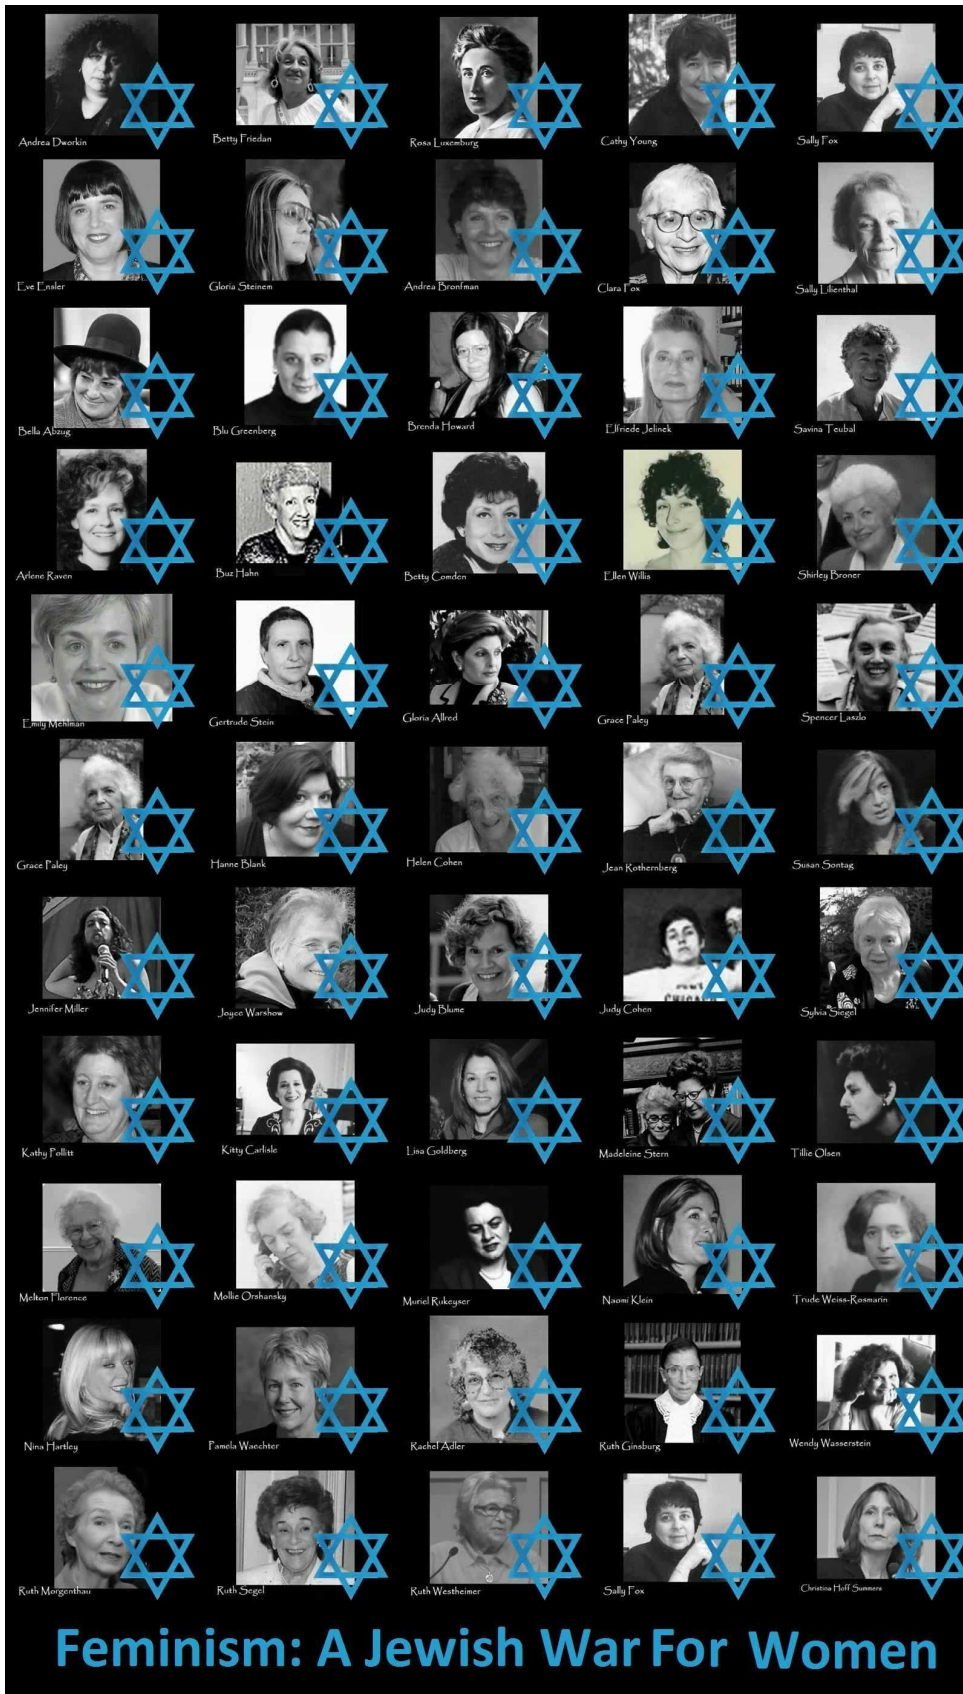 Andrea Dworkin
Betty Friedan
Rosa Luxemburg
Cathy Young
Sally Fox
Eve Ensler
Gloria Steinem
Andrea Bronfman
Clara Fox
Sally Lilienthal
Bella Abzug
Blu Greenberg
Brenda Howard
Elfriede Jelinek
Savina Teubal
Arlene Raven
Buz Hahn
Betty Comden
Ellen Willis
Shirley Broner
Emily Mehlman
Gertrude Stein
Gloria Allred
Grace Paley
Spencer Laszlo
Grace Paley
Hanne Blank
Helen Cohen
Jean Rothernberg
Susan Sontag
Jennifer Miller
Joyce Warshow
Judy Blume
Judy Cohen
Sylvia Siegel
Kathy Pollitt
Kitty Carlisle
Lisa Goldberg
Madeleine Stern
Tillie Olsen
Melton Florence
Mollie Orshansky
Muriel Rukeyser
Naomi Klein
Trude Weiss-Rosmarin
Nina Hartley
Pamela Waechter
Rachel Adler
Ruth Ginsburg
Wendy Wasserstein
Ruth Morgenthau
Ruth Segel
Ruth Westheimer
Sally Fox
Christina Hoff Summers
Feminism: A Jewish War For Women